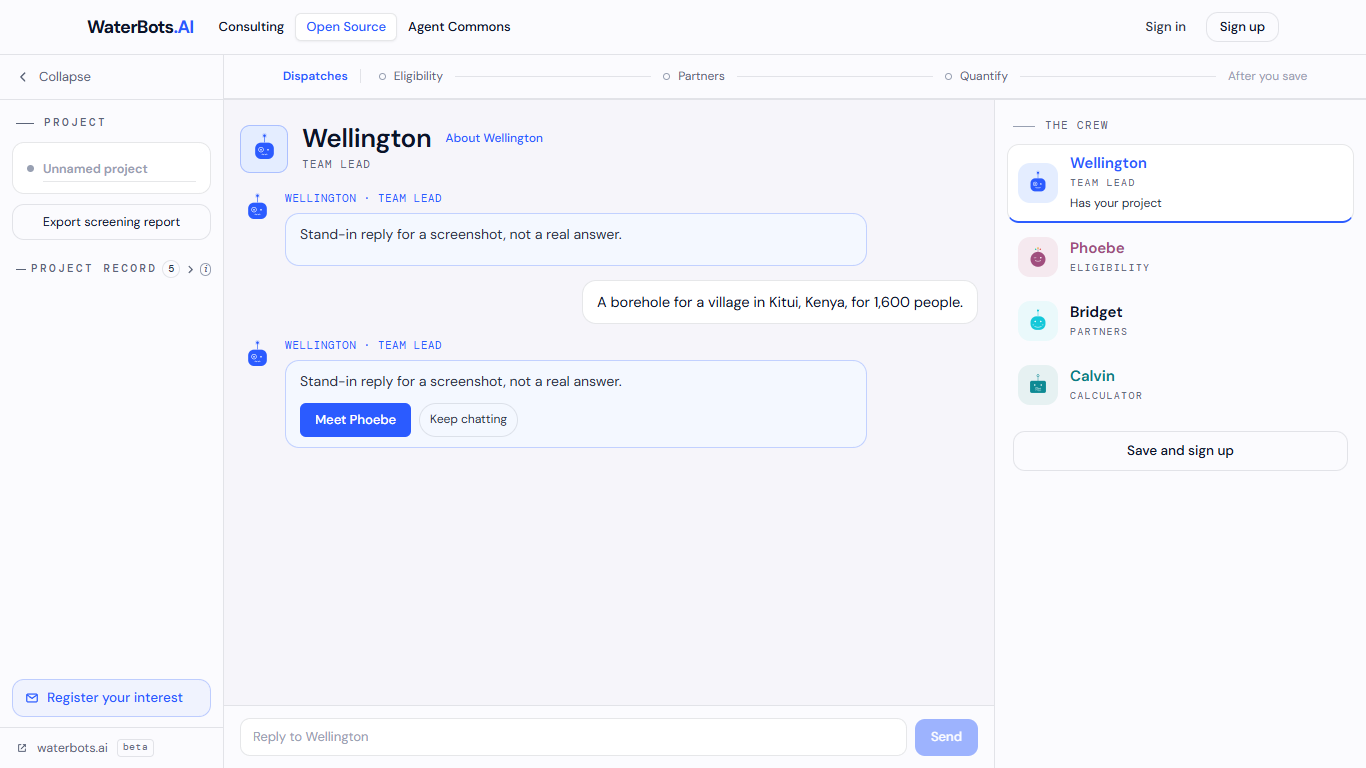 WaterBots.AI
Consulting
Open Source
Agent Commons
Sign in
Sign up
Collapse
Dispatches
Eligibility
Partners
Quantify
After you save
PROJECT
Unnamed project
Export screening report
PROJECT RECORD 5
Wellington
About Wellington
TEAM LEAD
WELLINGTON · TEAM LEAD
Stand-in reply for a screenshot, not a real answer.
A borehole for a village in Kitui, Kenya, for 1,600 people.
WELLINGTON · TEAM LEAD
Stand-in reply for a screenshot, not a real answer.
Meet Phoebe
Keep chatting
THE CREW
Wellington
TEAM LEAD
Has your project
Phoebe
ELIGIBILITY
Bridget
PARTNERS
Calvin
CALCULATOR
Save and sign up
Register your interest
waterbots.ai
beta
Reply to Wellington
Send